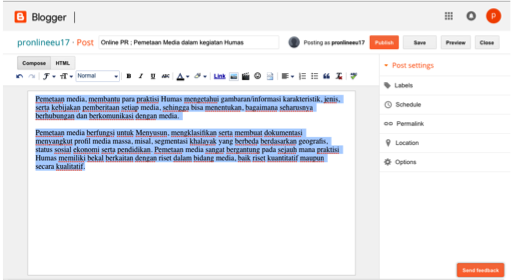 Blogger
P
pronlineeu17 · Post
Online PR ; Pemetaan Media dalam kegiatan Humas
Posting as pronlineeu17
Publish
Save
Preview
Close
Compose
HTML
Normal
B I U ABC
A
Link
Pemetaan media, membantu para praktisi Humas mengetahui gambaran/informasi karakteristik, jenis,
serta kebijakan pemberitaan setiap media, sehingga bisa menentukan, bagaimana seharusnya
berhubungan dan berkomunikasi dengan media.
Pemetaan media berfungsi untuk Menyusun, mengklasifikan serta membuat dokumentasi
menyangkut profil media massa, misal, segmentasi khalayak yang berbeda berdasarkan geografis,
status sosial ekonomi serta pendidikan. Pemetaan media sangat bergantung pada sejauh mana praktisi
Humas memiliki bekal berkaitan dengan riset dalam bidang media, baik riset kuantitatif maupun
secara kualitatif.
Post settings
Labels
Schedule
Permalink
Location
Options
Send feedback